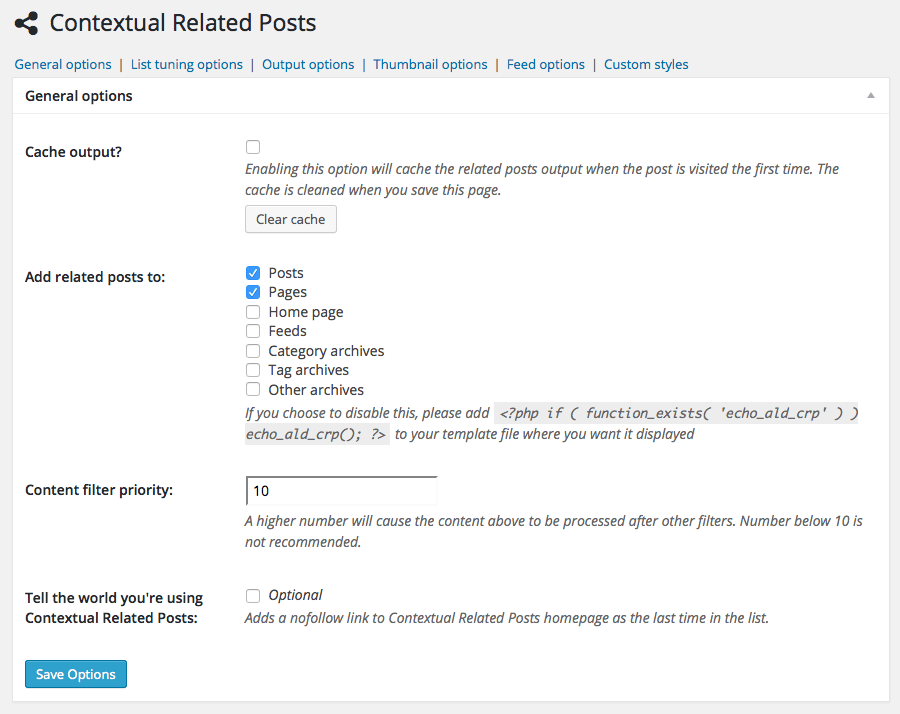 Contextual Related Posts
General options | List tuning options | Output options | Thumbnail options | Feed options | Custom styles
General options
Cache output?
Enabling this option will cache the related posts output when the post is visited the first time. The
cache is cleaned when you save this page.
Clear cache
Add related posts to:
Posts
Pages
Home page
Feeds
Category archives
Tag archives
Other archives
If you choose to disable this, please add <?php if ( function_exists( 'echo_ald_crp' ) )
echo_ald_crp(); ?> to your template file where you want it displayed
Content filter priority:
10
A higher number will cause the content above to be processed after other filters. Number below 10 is
not recommended.
Tell the world you're using
Contextual Related Posts:
Optional
Adds a nofollow link to Contextual Related Posts homepage as the last time in the list.
Save Options